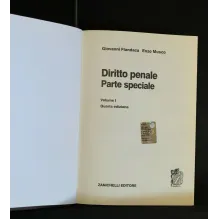 Giovanni Fiandaca Enzo Musco
Diritto penale
Parte speciale
Volume I
Quarta edizione
ZANICHELLI EDITORE